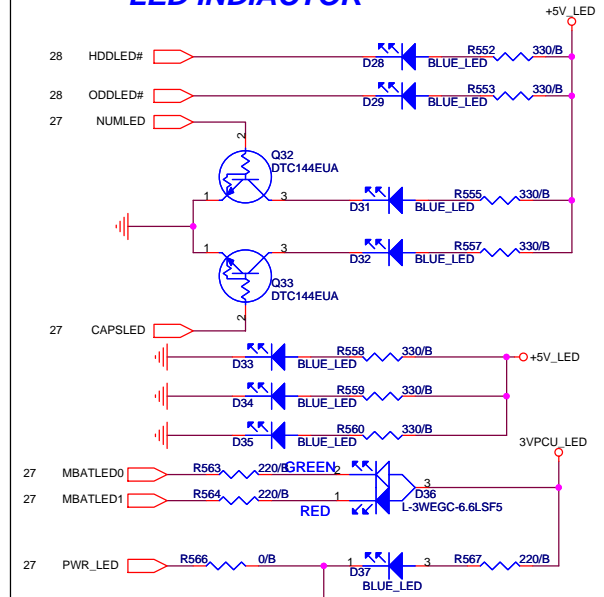 LED INDIACTOR
+5V_LED
28 HDDLED# D28 BLUE_LED R552 330/B
28 ODDLED# D29 BLUE_LED R553 330/B
27 NUMLED
2
Q32
DTC144EUA
1 3 D31 BLUE_LED R555 330/B
1 3 D32 BLUE_LED R557 330/B
Q33
DTC144EUA
2
27 CAPSLED
D33 BLUE_LED R558 330/B +5V_LED
D34 BLUE_LED R559 330/B
D35 BLUE_LED R560 330/B
3VPCU_LED
27 MBATLED0 R563 220/B GREEN 2
27 MBATLED1 R564 220/B RED 1 3 D36
L-3WEGC-6.6LSF5
27 PWR_LED R566 0/B 1 D37 3 R567 220/B
BLUE_LED